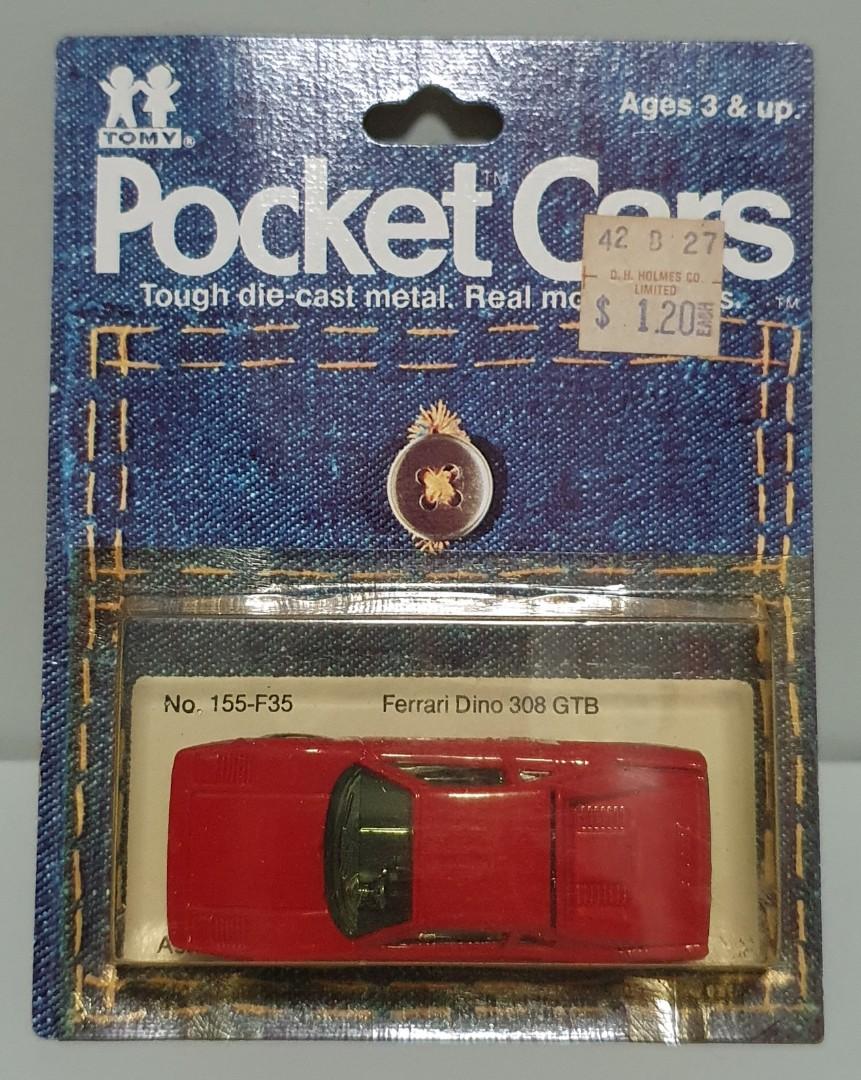 TOMY®
Ages 3 & up.
Pocket Cars
™
Tough die-cast metal. Real s. ™
42 D 27
D. H. HOLMES CO.
LIMITED
$ 1.20 EACH
No. 155-F35 Ferrari Dino 308 GTB